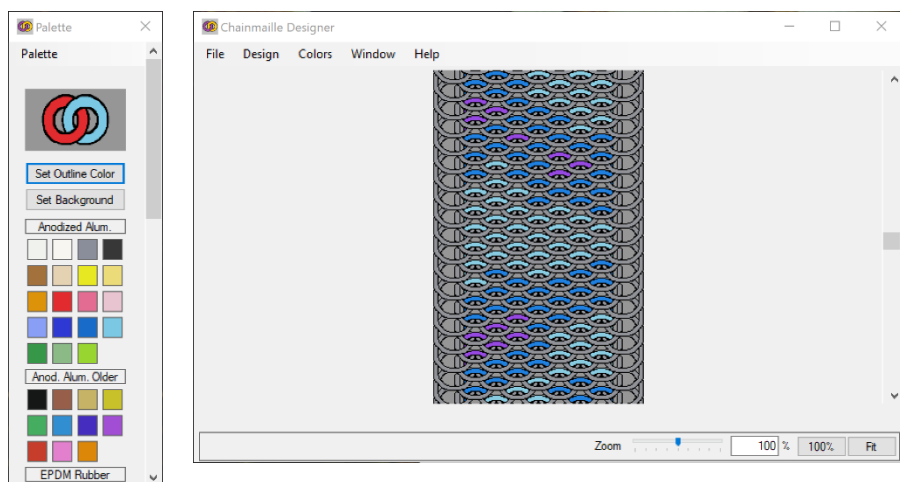 Palette
Palette
Set Outline Color
Set Background
Anodized Alum.
Anod. Alum. Older
EPDM Rubber
Chainmaille Designer
File Design Colors Window Help
Zoom 100 % 100% Fit